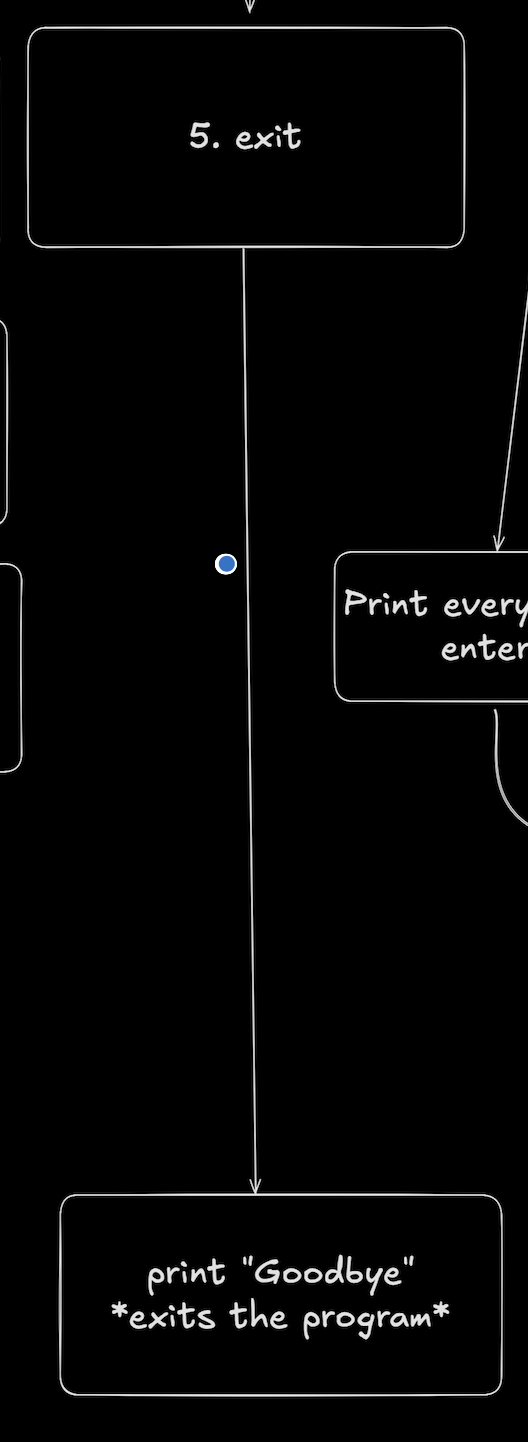 5. exit
Print every
enter
print "Goodbye"
*exits the program*